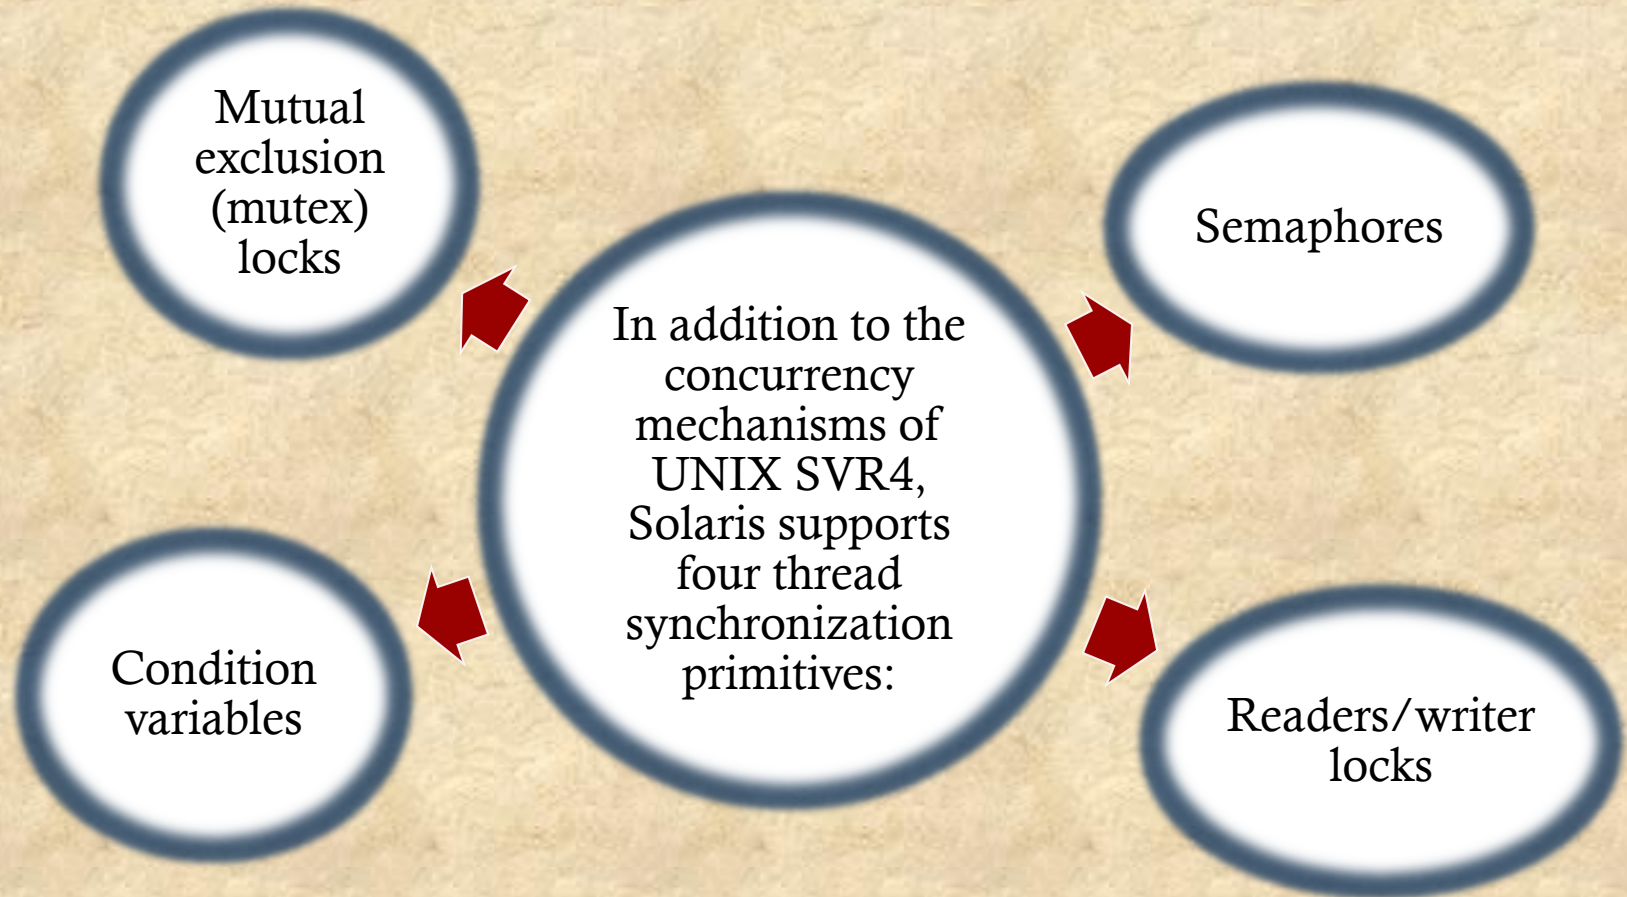 Mutual
exclusion
(mutex)
locks
Semaphores
In addition to the
concurrency
mechanisms of
UNIX SVR4,
Solaris supports
four thread
synchronization
primitives:
Condition
variables
Readers/writer
locks